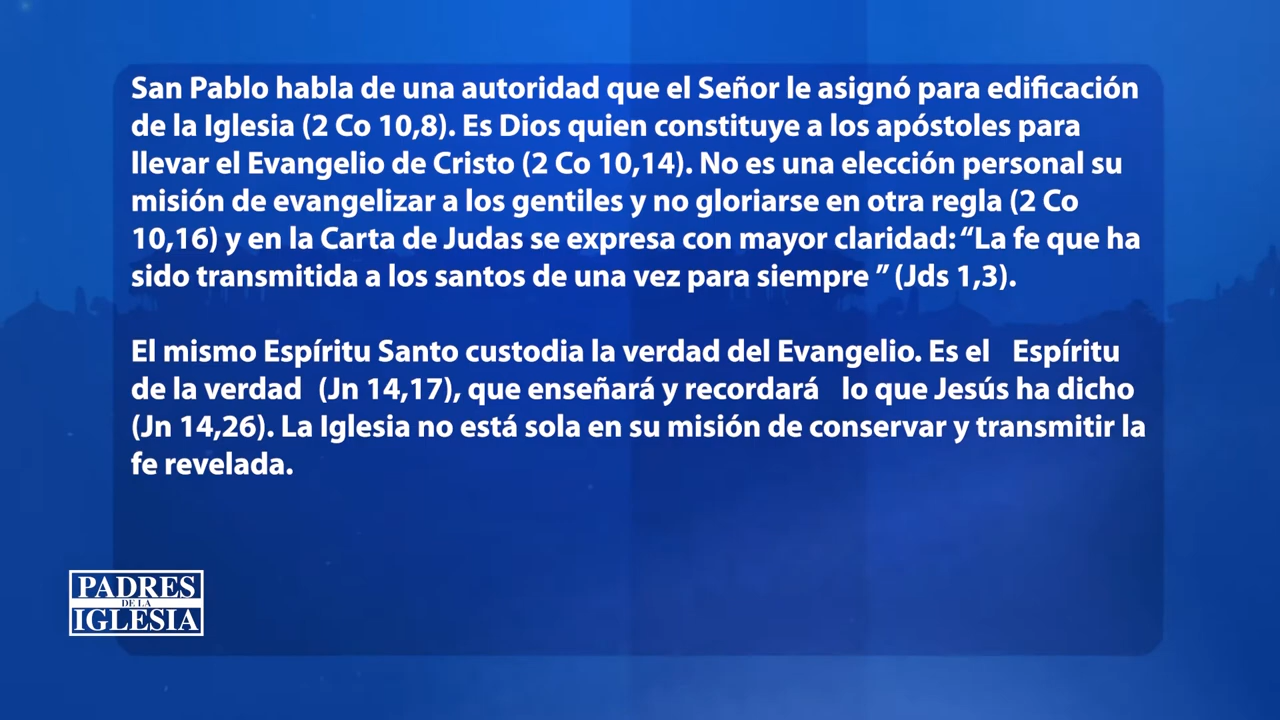 San Pablo habla de una autoridad que el Señor le asignó para edificación
de la Iglesia (2 Co 10,8). Es Dios quien constituye a los apóstoles para
llevar el Evangelio de Cristo (2 Co 10,14). No es una elección personal su
misión de evangelizar a los gentiles y no gloriarse en otra regla (2 Co
10,16) y en la Carta de Judas se expresa con mayor claridad: “La fe que ha
sido transmitida a los santos de una vez para siempre ” (Jds 1,3).
El mismo Espíritu Santo custodia la verdad del Evangelio. Es el Espíritu
de la verdad (Jn 14,17), que enseñará y recordará lo que Jesús ha dicho
(Jn 14,26). La Iglesia no está sola en su misión de conservar y transmitir la
fe revelada.
PADRES
DE LA
IGLESIA